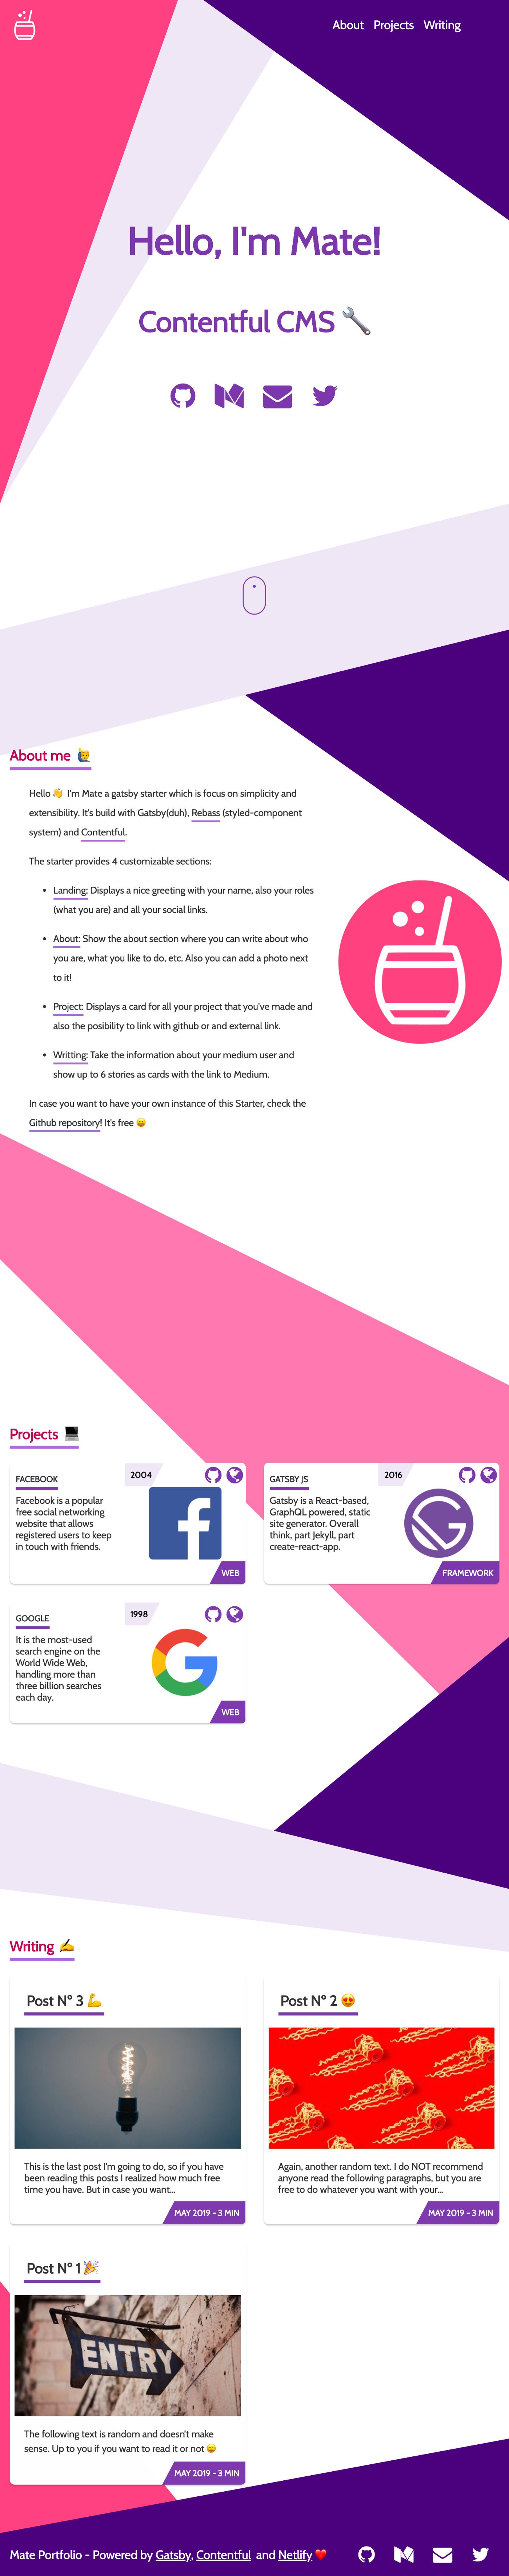 About Projects Writing
Hello, I'm Mate!
Contentful CMS 🔧
About me 🙋‍♂️
Hello 👋 I'm Mate a gatsby starter which is focus on simplicity and
extensibility. It's build with Gatsby(duh), Rebass (styled-component
system) and Contentful.
The starter provides 4 customizable sections:
• Landing: Displays a nice greeting with your name, also your roles
(what you are) and all your social links.
• About: Show the about section where you can write about who
you are, what you like to do, etc. Also you can add a photo next
to it!
• Project: Displays a card for all your project that you've made and
also the posibility to link with github or and external link.
• Writting: Take the information about your medium user and
show up to 6 stories as cards with the link to Medium.
In case you want to have your own instance of this Starter, check the
Github repository! It's free 😄
Projects 💻
FACEBOOK
2004
Facebook is a popular
free social networking
website that allows
registered users to keep
in touch with friends.
WEB
GATSBY JS
2016
Gatsby is a React-based,
GraphQL powered, static
site generator. Overall
think, part Jekyll, part
create-react-app.
FRAMEWORK
GOOGLE
1998
It is the most-used
search engine on the
World Wide Web,
handling more than
three billion searches
each day.
WEB
Writing ✍️
Post Nº 3 💪
This is the last post I'm going to do, so if you have
been reading this posts I realized how much free
time you have. But in case you want...
MAY 2019 - 3 MIN
Post Nº 2 😍
Again, another random text. I do NOT recommend
anyone read the following paragraphs, but you are
free to do whatever you want with your...
MAY 2019 - 3 MIN
Post Nº 1 🎉
ENTRY
The following text is random and doesn't make
sense. Up to you if you want to read it or not 😄
MAY 2019 - 3 MIN
Mate Portfolio - Powered by Gatsby, Contentful and Netlify ❤️